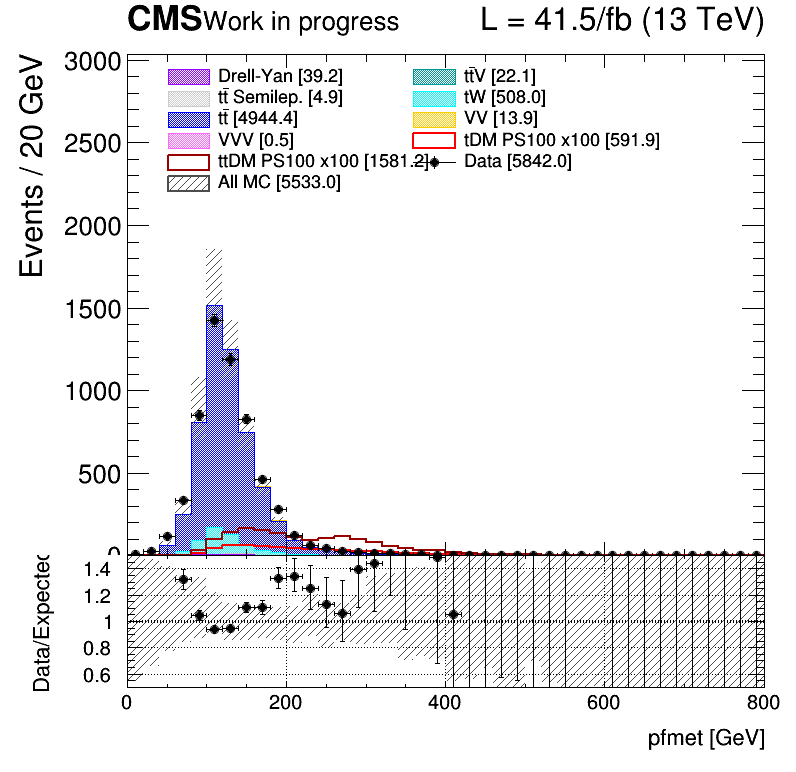 CMS Work in progress L = 41.5/fb (13 TeV)
Events / 20 GeV
3000
2500
2000
1500
1000
500
0
Drell-Yan [39.2]
tt̄ Semilep. [4.9]
tt̄ [4944.4]
VVV [0.5]
ttDM PS100 x100 [1581.2]
All MC [5533.0]
tt̄V [22.1]
tW [508.0]
VV [13.9]
tDM PS100 x100 [591.9]
Data [5842.0]
Data/Expected
1.4
1.2
1
0.8
0.6
0 200 400 600 800
pfmet [GeV]